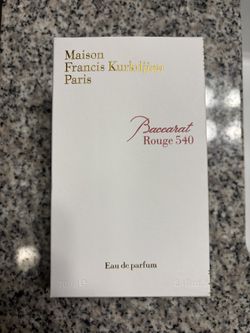 Maison
Francis Kurkdjian
Paris
Baccarat
Rouge 540
Eau de parfum